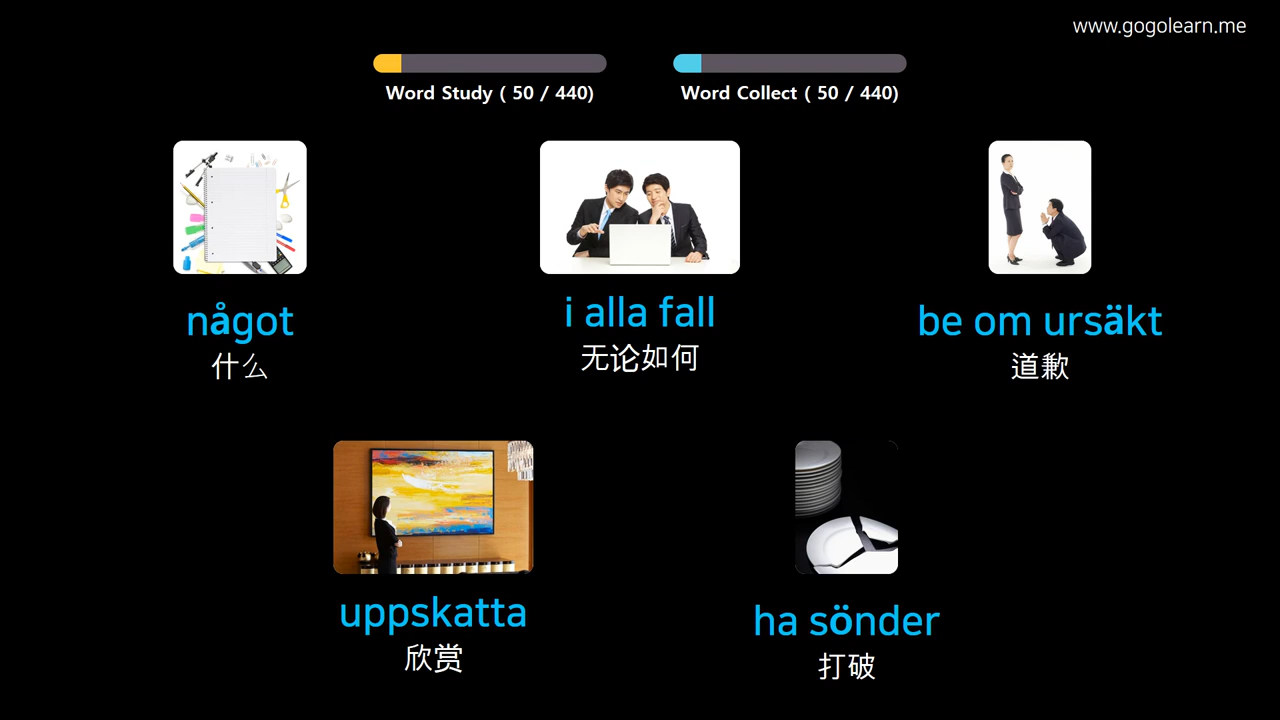 www.gogolearn.me
Word Study ( 50 / 440)
Word Collect ( 50 / 440)
något
什么
i alla fall
无论如何
be om ursäkt
道歉
uppskatta
欣赏
ha sönder
打破